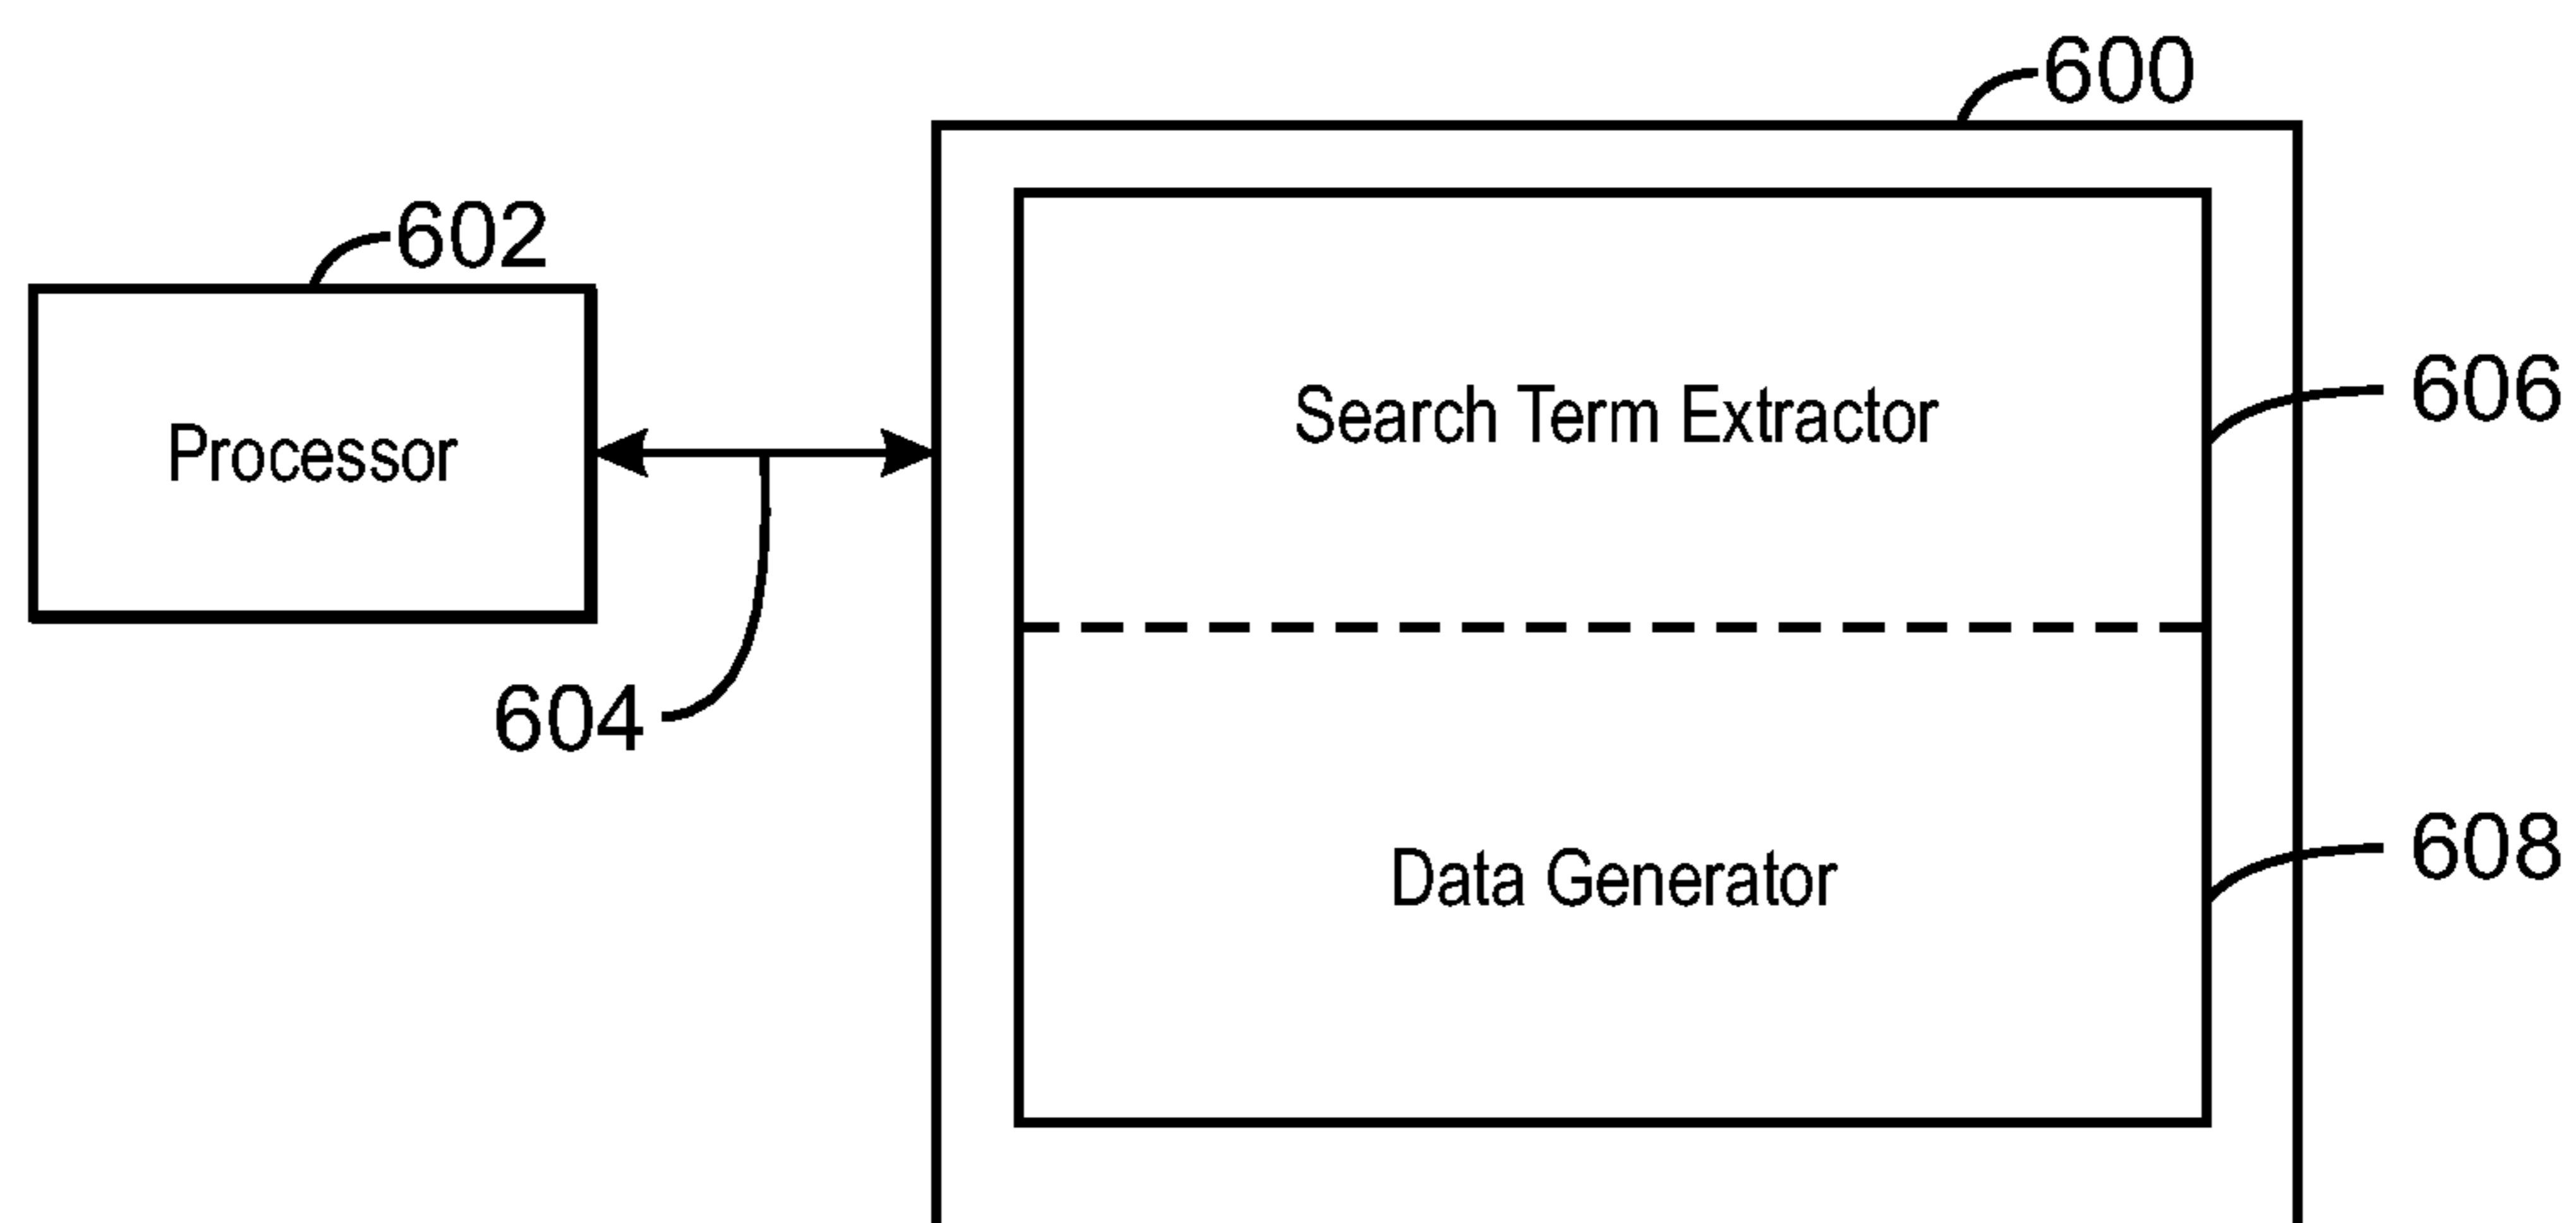 600
602
Processor
604
Search Term Extractor
606
Data Generator
608